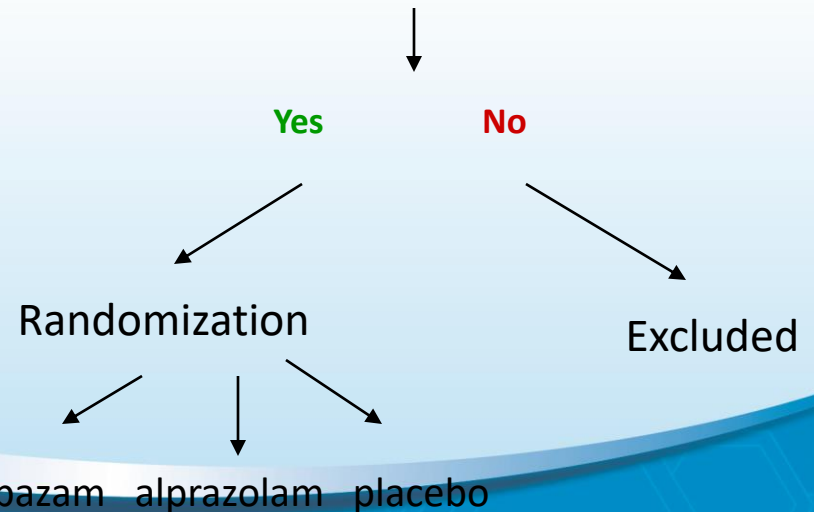 Yes No
Randomization
Excluded
alprazolam placebo